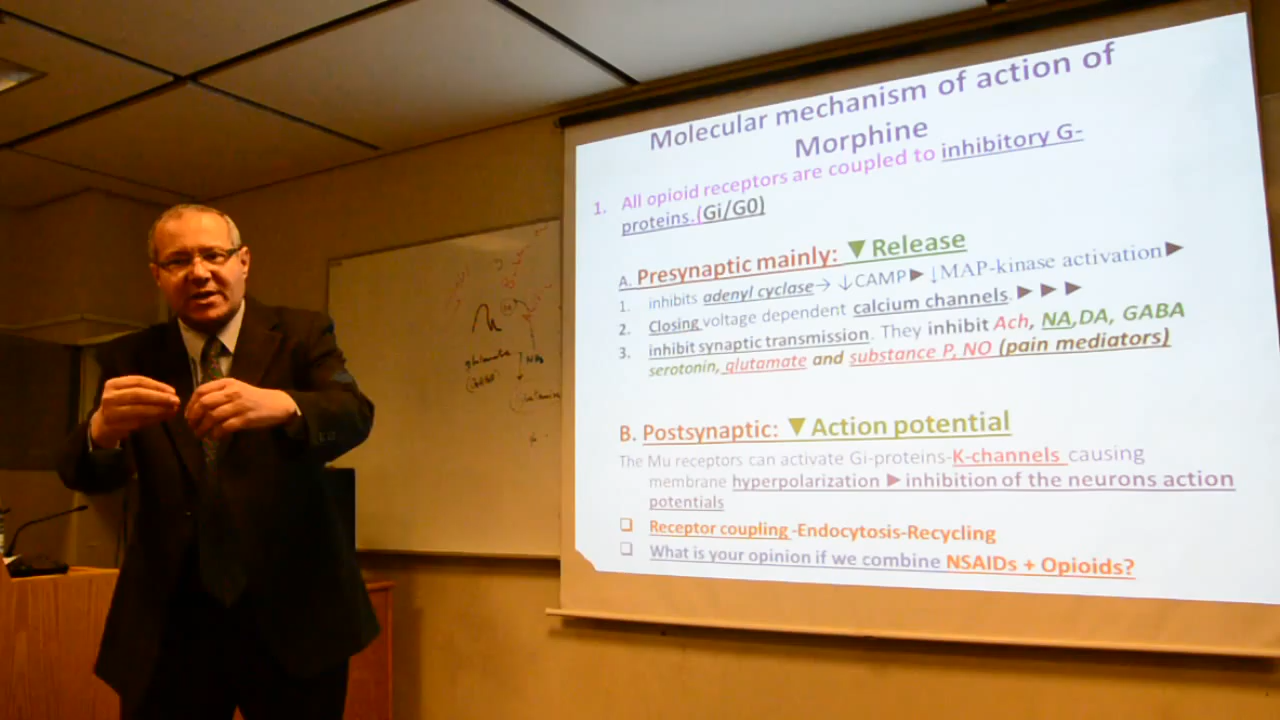 Molecular mechanism of action of
Morphine
1. All opioid receptors are coupled to inhibitory G-
proteins.(Gi/G0)
A. Presynaptic mainly: ▼Release
1. inhibits adenyl cyclase→ ↓CAMP► ↓MAP-kinase activation►
2. Closing voltage dependent calcium channels. ►►►
3. inhibit synaptic transmission. They inhibit Ach, NA,DA, GABA
serotonin, glutamate and substance P, NO (pain mediators)
B. Postsynaptic: ▼Action potential
The Mu receptors can activate Gi-proteins-K-channels causing
membrane hyperpolarization ►inhibition of the neurons action
potentials
❑ Receptor coupling -Endocytosis-Recycling
❑ What is your opinion if we combine NSAIDs + Opioids?
glutamate